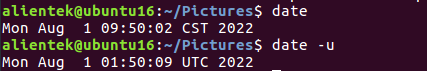 alientek@ubuntu16:~/Pictures$ date
Mon Aug  1 09:50:02 CST 2022
alientek@ubuntu16:~/Pictures$ date -u
Mon Aug  1 01:50:09 UTC 2022